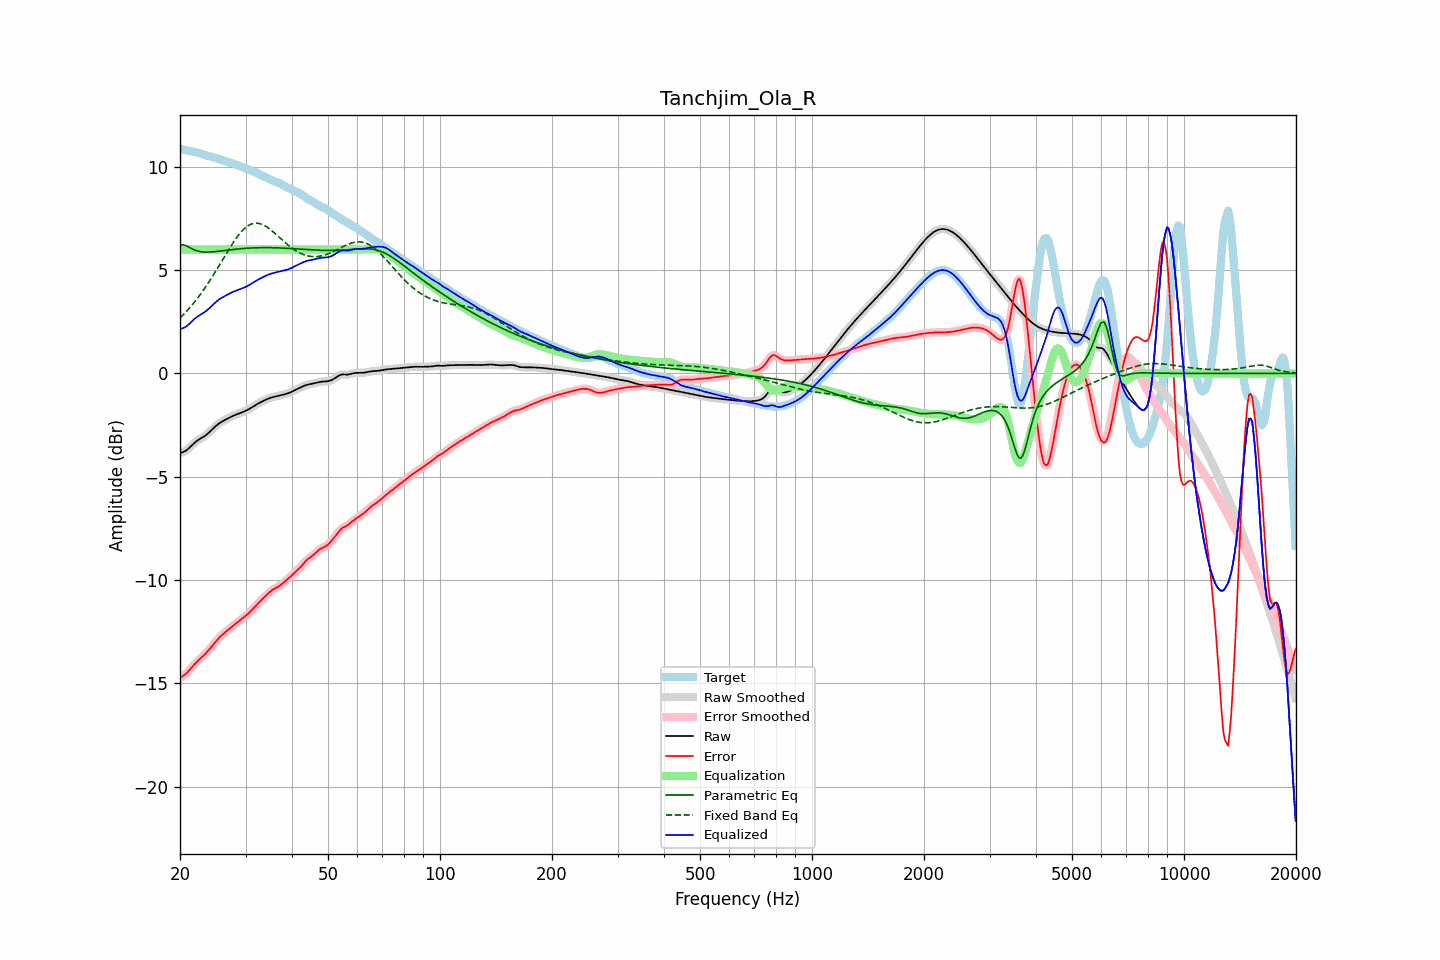 Tanchjim_Ola_R
Amplitude (dBr)
10
5
0
−5
−10
−15
−20
Target
Raw Smoothed
Error Smoothed
Raw
Error
Equalization
Parametric Eq
Fixed Band Eq
Equalized
20
50
100
200
500
1000
2000
5000
10000
20000
Frequency (Hz)